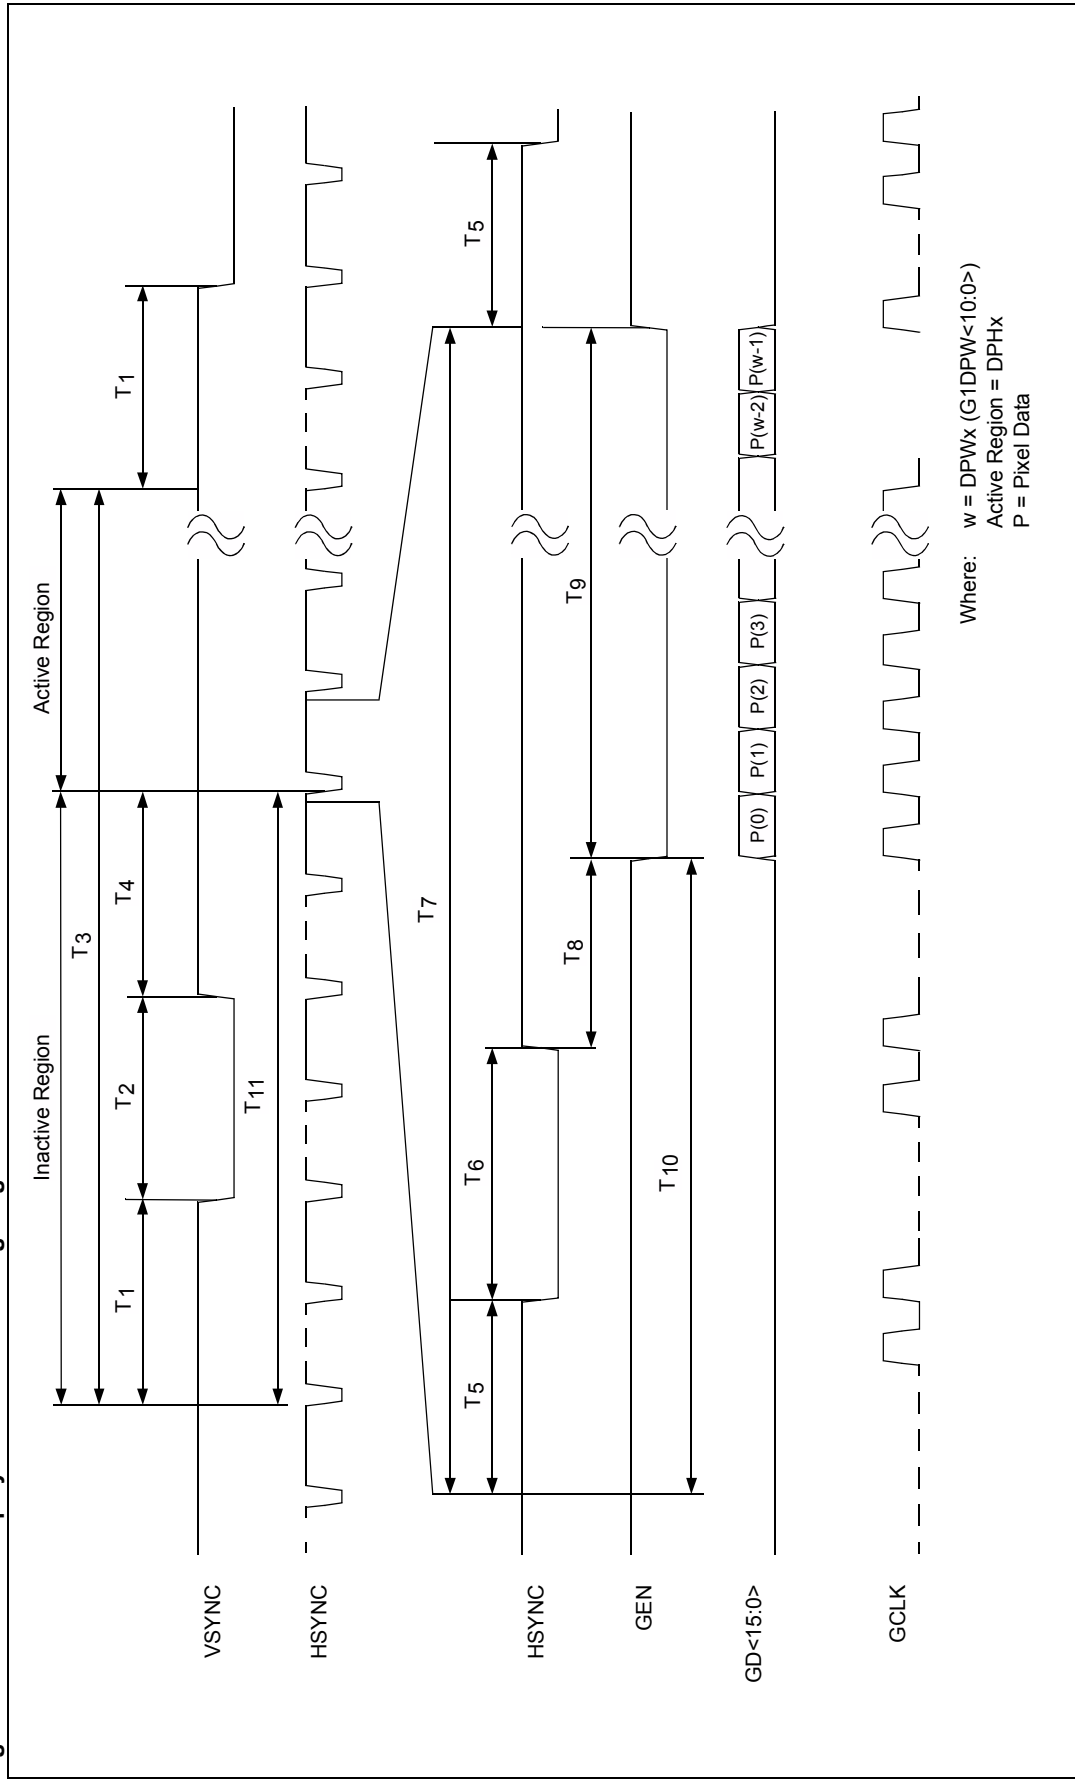 Inactive Region
Active Region
T3
T1
T2
T4
T1
VSYNC
T11
HSYNC
T7
T5
T6
T5
HSYNC
T8
T9
GEN
T10
GD<15:0>
P(0)
P(1)
P(2)
P(3)
P(w-2)
P(w-1)
GCLK
Where: w = DPWx (G1DPW<10:0>)
Active Region = DPHx
P = Pixel Data